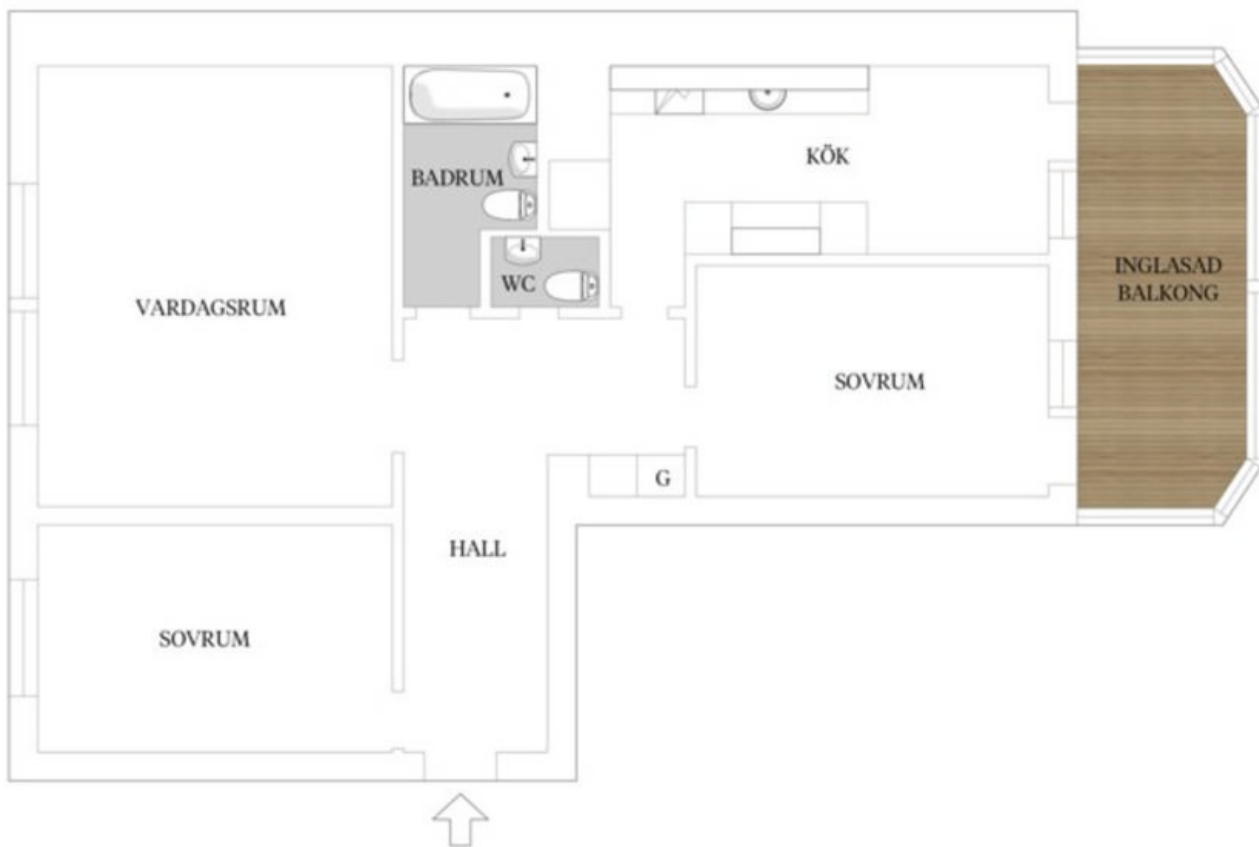 KÖK
BADRUM
INGLASAD
BALKONG
WC
VARDAGSRUM
SOVRUM
G
HALL
SOVRUM